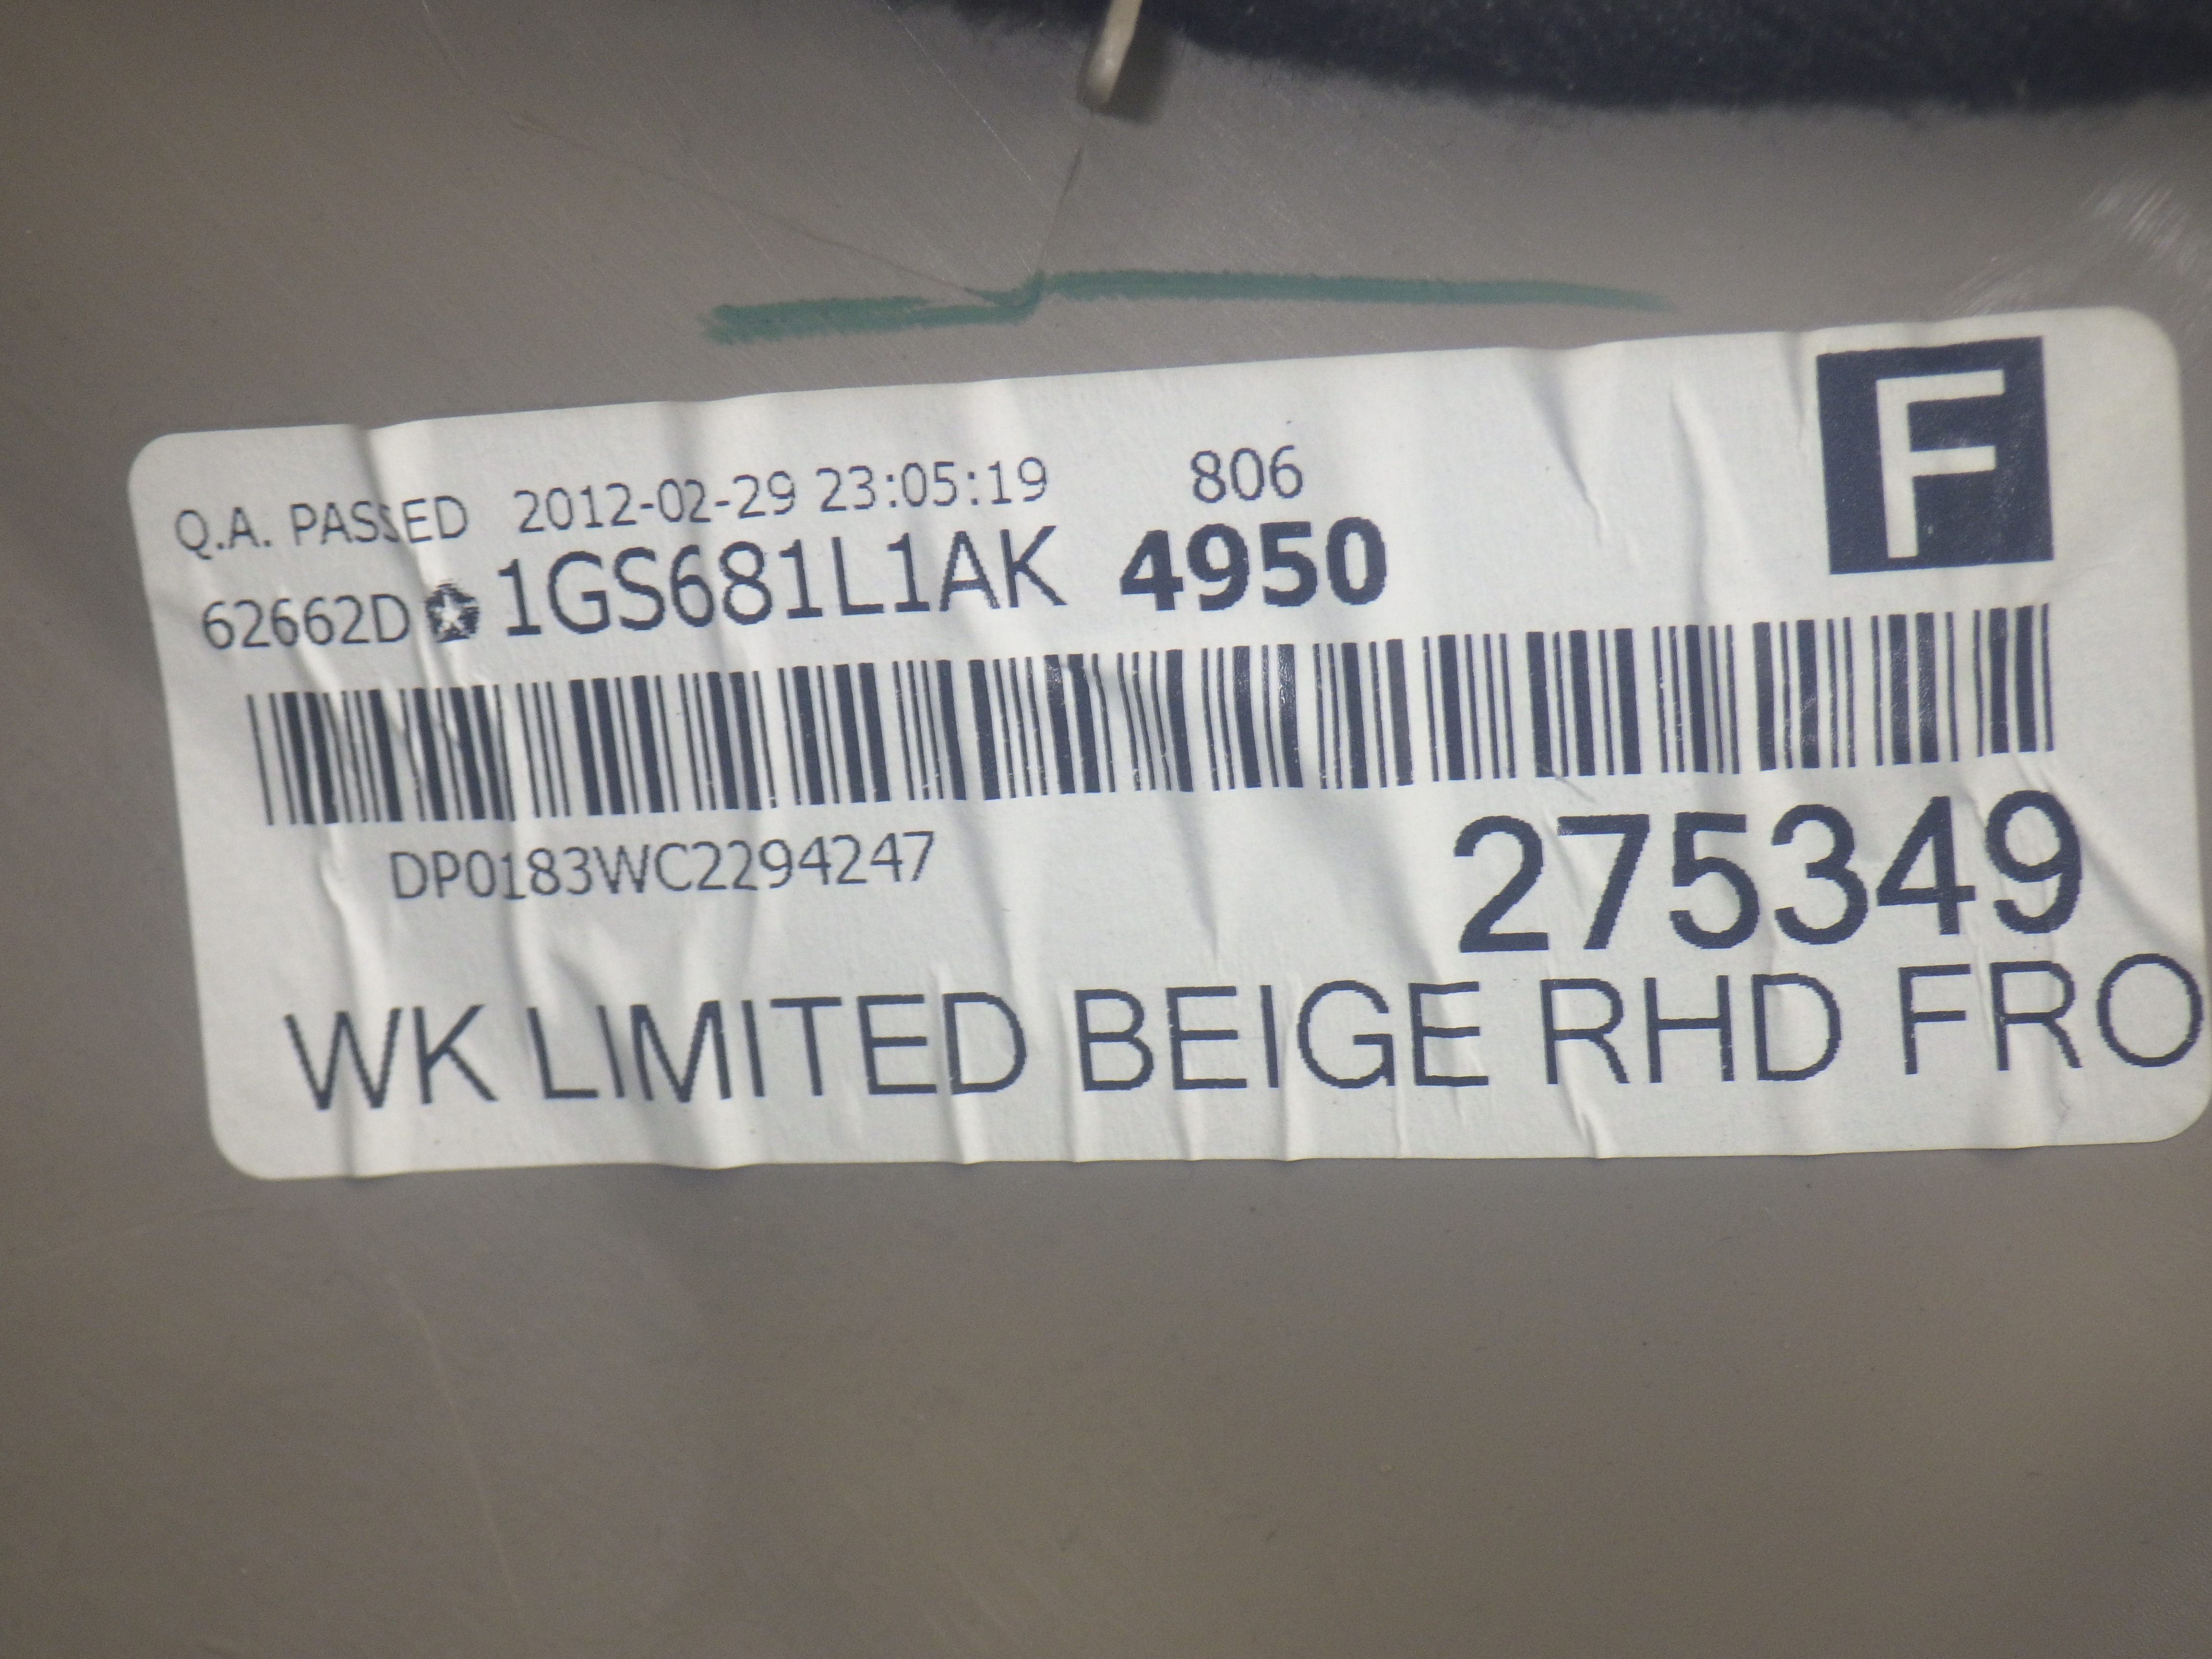 F
Q.A. PASSED 2012-02-29 23:05:19 806
62662D 1GS681L1AK 4950
DP0183WC2294247
275349
WK LIMITED BEIGE RHD FRO